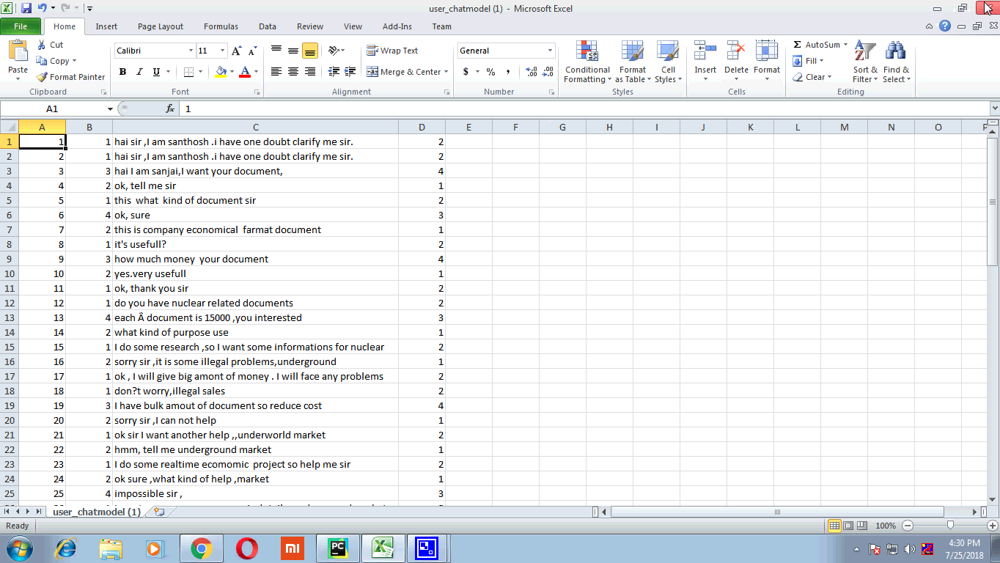 user_chatmodel (1) - Microsoft Excel
File Home Insert Page Layout Formulas Data Review View Add-Ins Team
Cut Calibri 11 Wrap Text General AutoSum
Copy Fill
Paste Format Painter B I U Merge & Center $ % , Conditional Formatting Format as Table Cell Styles Insert Delete Format Clear Sort & Filter Find & Select
Clipboard Font Alignment Number Styles Cells Editing
A1 fx 1
A B C D E F G H I J K L M N O P
1 1 1 hai sir ,I am santhosh .i have one doubt clarify me sir. 2
2 2 1 hai sir ,I am santhosh .i have one doubt clarify me sir. 2
3 3 3 hai I am sanjai,I want your document, 4
4 4 2 ok, tell me sir 1
5 5 1 this what kind of document sir 2
6 6 4 ok, sure 3
7 7 2 this is company economical farmat document 1
8 8 1 it's usefull? 2
9 9 3 how much money your document 4
10 10 2 yes.very usefull 1
11 11 1 ok, thank you sir 2
12 12 1 do you have nuclear related documents 2
13 13 4 each Â document is 15000 ,you interested 3
14 14 2 what kind of purpose use 1
15 15 1 I do some research ,so I want some informations for nuclear 2
16 16 2 sorry sir ,it is some illegal problems,underground 1
17 17 1 ok , I will give big amont of money . I will face any problems 2
18 18 1 don?t worry,illegal sales 2
19 19 3 I have bulk amout of document so reduce cost 4
20 20 2 sorry sir ,I can not help 1
21 21 1 ok sir I want another help ,,underworld market 2
22 22 2 hmm, tell me underground market 1
23 23 1 I do some realtime ecomomic project so help me sir 2
24 24 2 ok sure ,what kind of help ,market 1
25 25 4 impossible sir , 3
user_chatmodel (1)
Ready 100%
mi PC
4:30 PM
7/25/2018